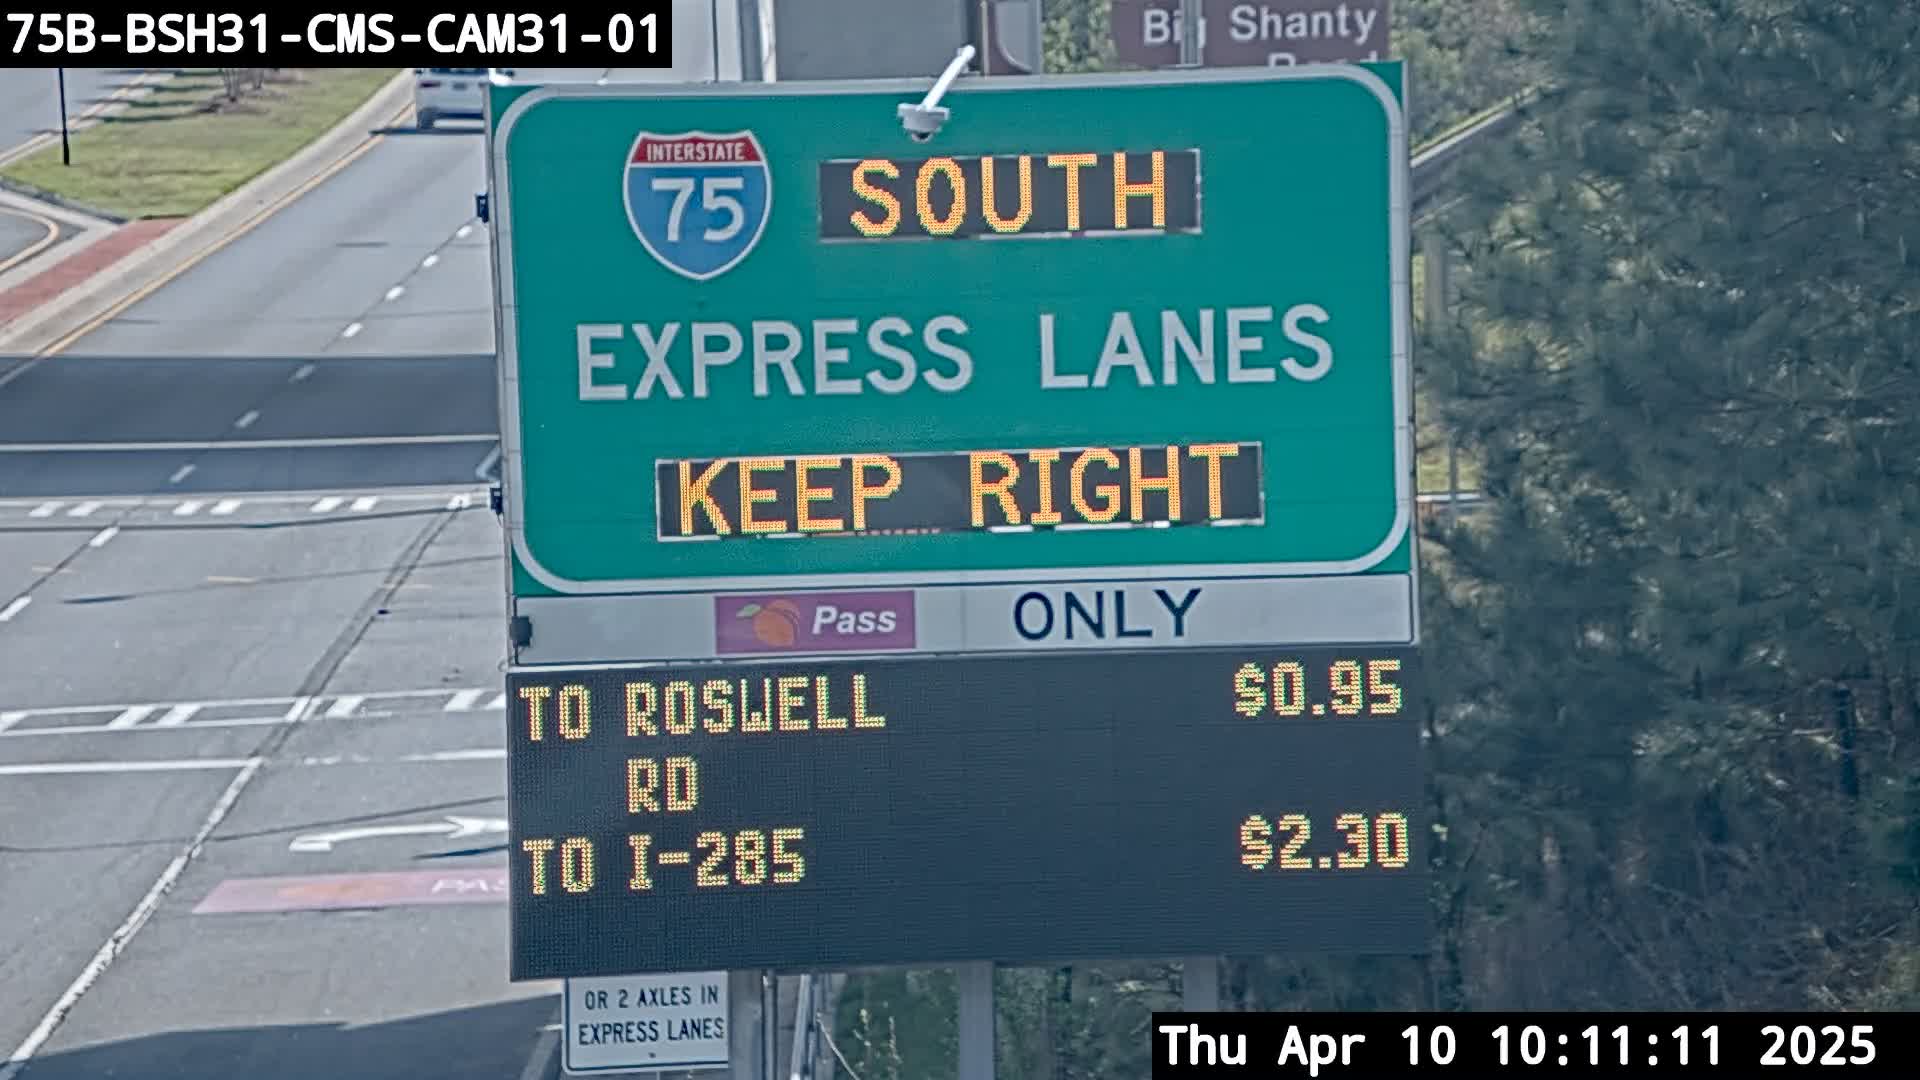 75B-BSH31-CMS-CAM31-01
Big Shanty
Road
INTERSTATE
75
SOUTH
EXPRESS LANES
KEEP RIGHT
Pass ONLY
TO ROSWELL $0.95
RD
TO I-285 $2.30
OR 2 AXLES IN
EXPRESS LANES
Thu Apr 10 10:11:11 2025